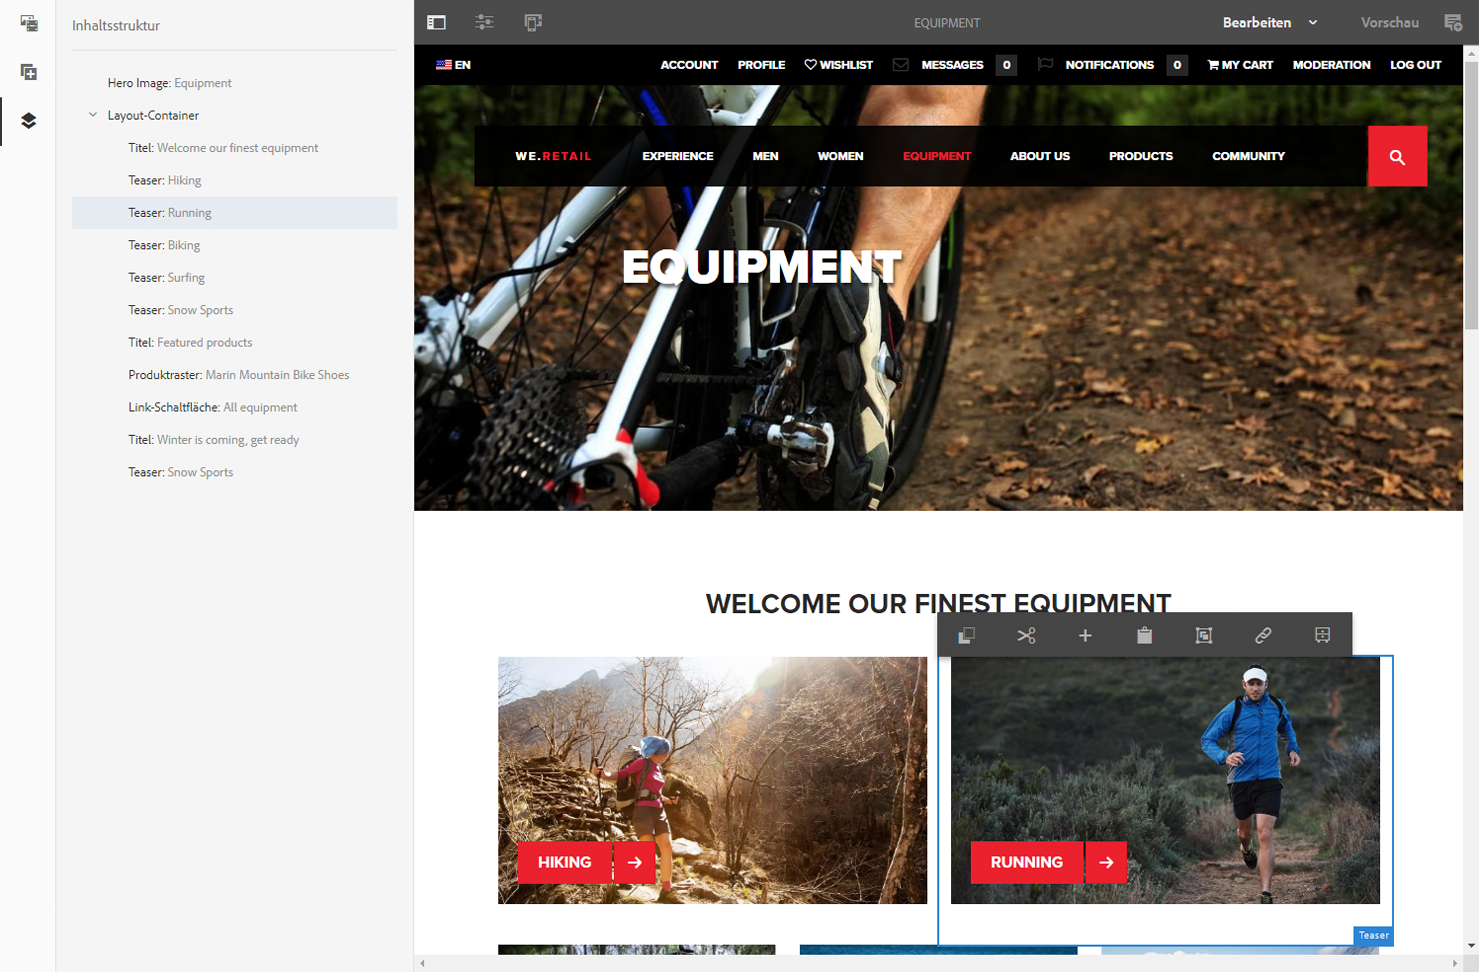 Inhaltsstruktur
Hero Image: Equipment
Layout-Container
Titel: Welcome our finest equipment
Teaser: Hiking
Teaser: Running
Teaser: Biking
Teaser: Surfing
Teaser: Snow Sports
Titel: Featured products
Produktraster: Marin Mountain Bike Shoes
Link-Schaltfläche: All equipment
Titel: Winter is coming, get ready
Teaser: Snow Sports
EQUIPMENT Bearbeiten Vorschau
EN ACCOUNT PROFILE WISHLIST MESSAGES 0 NOTIFICATIONS 0 MY CART MODERATION LOG OUT
WE.RETAIL EXPERIENCE MEN WOMEN EQUIPMENT ABOUT US PRODUCTS COMMUNITY
EQUIPMENT
WELCOME OUR FINEST EQUIPMENT
HIKING
RUNNING
Teaser